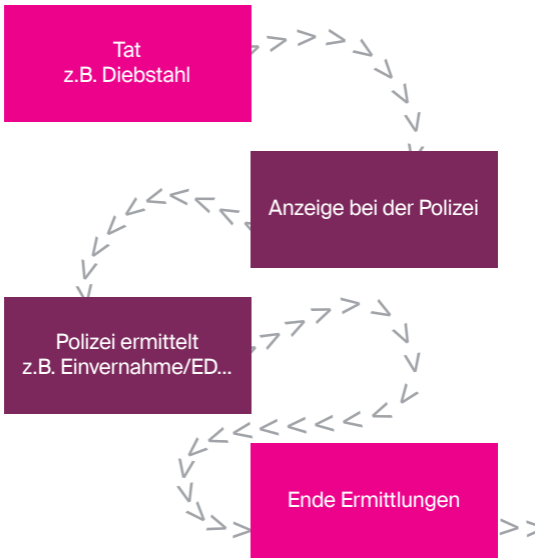 Tat
z.B. Diebstahl
Anzeige bei der Polizei
Polizei ermittelt
z.B. Einvernahme/ED...
Ende Ermittlungen